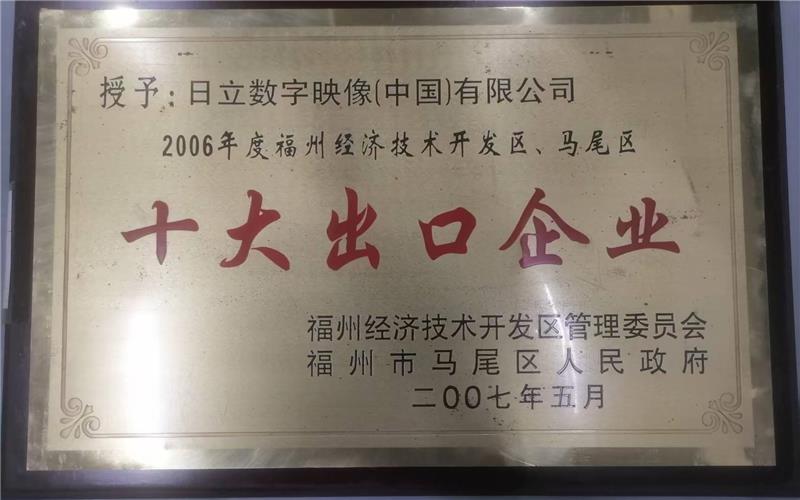 授予：日立数字映像(中国)有限公司
2006年度福州经济技术开发区、马尾区
十大出口企业
福州经济技术开发区管理委员会
福州市马尾区人民政府
二〇〇七年五月